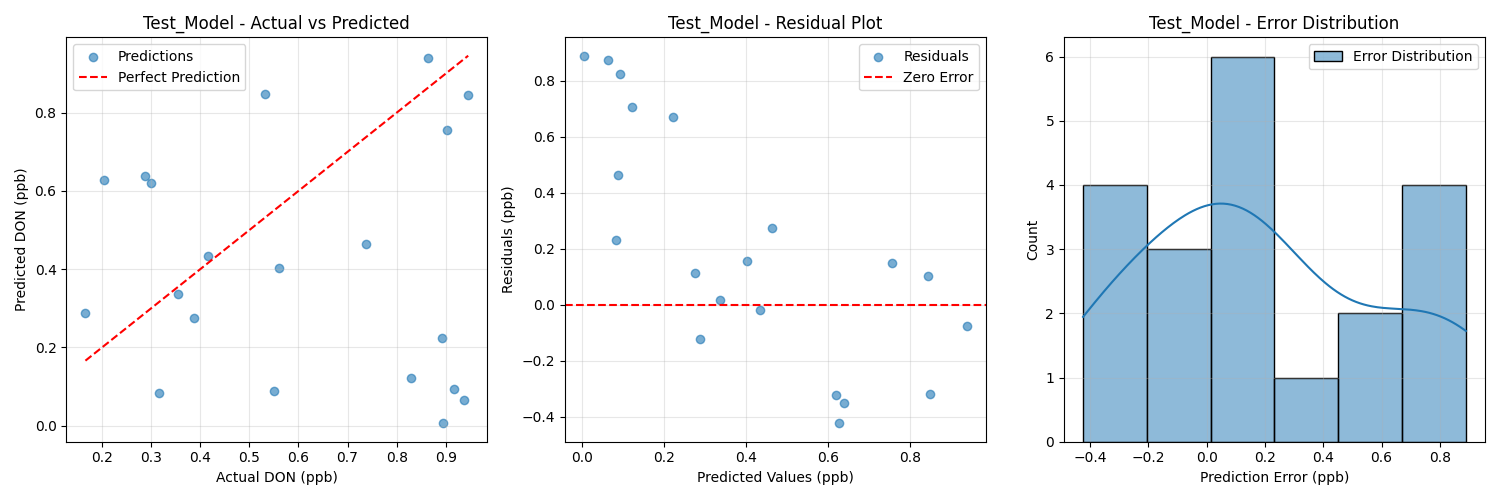 Test_Model - Actual vs Predicted
Predictions
Perfect Prediction
Predicted DON (ppb)
0.8
0.6
0.4
0.2
0.0
0.2 0.3 0.4 0.5 0.6 0.7 0.8 0.9
Actual DON (ppb)
Test_Model - Residual Plot
Residuals
Zero Error
Residuals (ppb)
0.8
0.6
0.4
0.2
0.0
−0.2
−0.4
0.0 0.2 0.4 0.6 0.8
Predicted Values (ppb)
Test_Model - Error Distribution
Error Distribution
Count
6
5
4
3
2
1
0
−0.4 −0.2 0.0 0.2 0.4 0.6 0.8
Prediction Error (ppb)